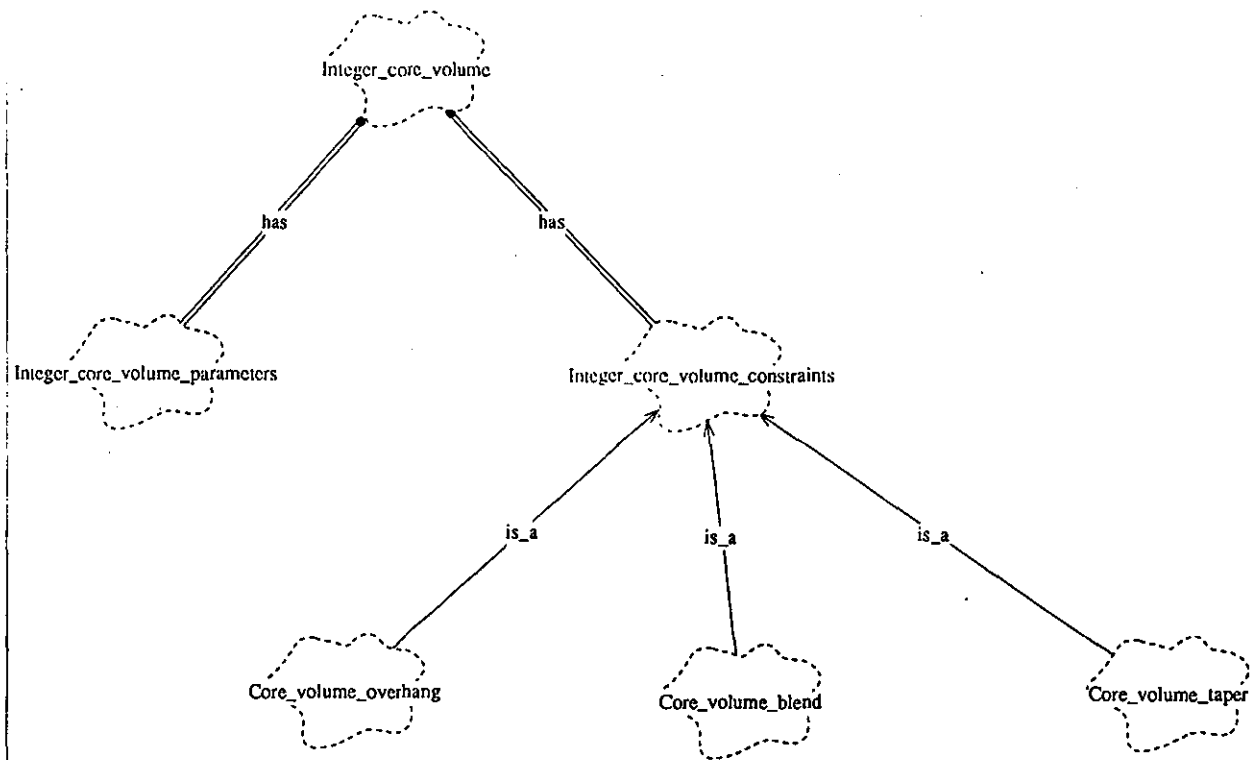 Integer_core_volume
has
has
Integer_core_volume_parameters
Integer_core_volume_constraints
is_a
is_a
is_a
Core_volume_overhang
Core_volume_blend
Core_volume_taper